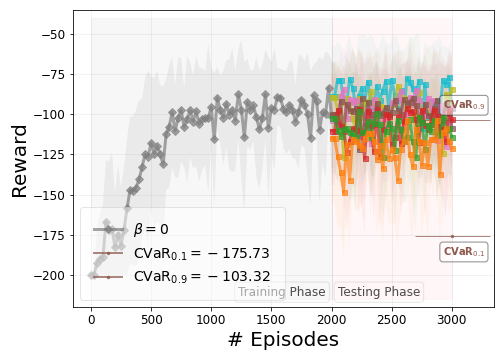 −50
−75
−100
−125
−150
−175
−200
Reward
CVaR0.9
CVaR0.1
β = 0
CVaR0.1 = −175.73
CVaR0.9 = −103.32
Training Phase
Testing Phase
0 500 1000 1500 2000 2500 3000
# Episodes